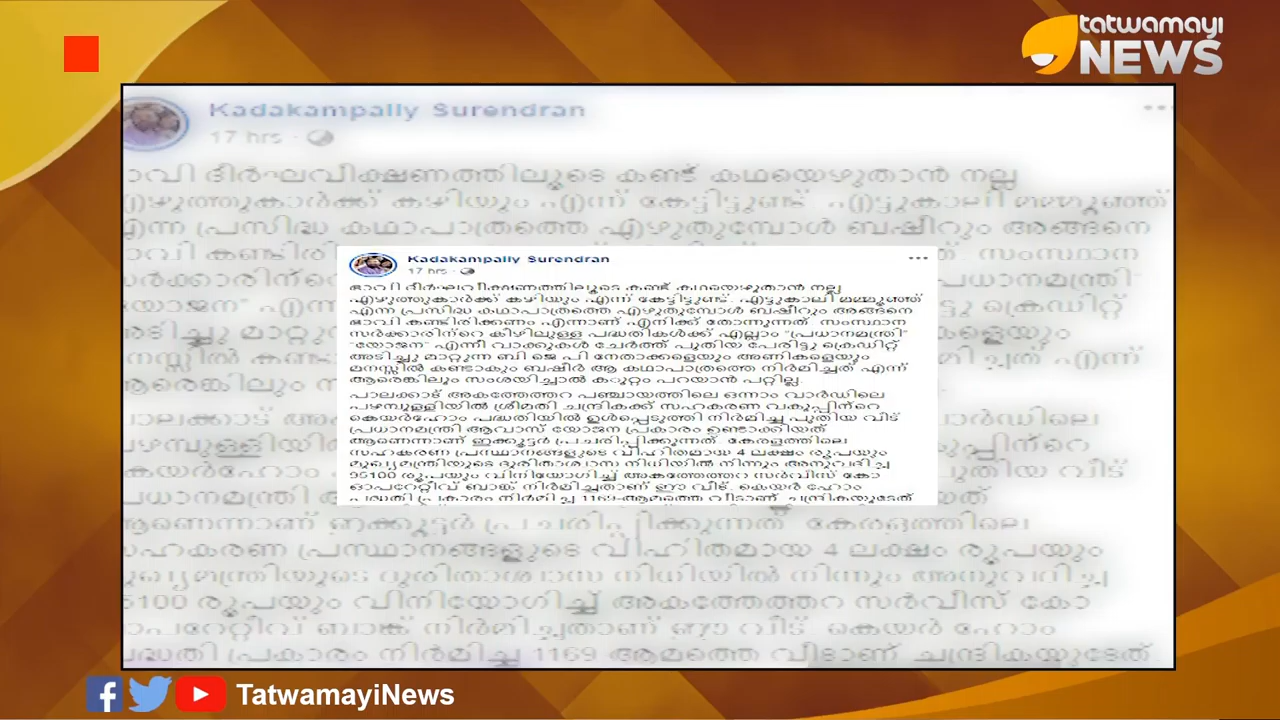 tatwamayi
NEWS
Kadakampally Surendran
17 hrs ·
ഭാവി ദീർഘവീക്ഷണത്തിലൂടെ കണ്ട് കഥയെഴുതാൻ നല്ല
എഴുത്തുകാർക്ക് കഴിയും എന്ന് കേട്ടിട്ടുണ്ട്. എട്ടുകാലി മമ്മൂഞ്ഞ്
എന്ന പ്രസിദ്ധ കഥാപാത്രത്തെ എഴുതുമ്പോൾ ബഷീറും അങ്ങനെ
ഭാവി കണ്ടിരിക്കണം എന്നാണ് എനിക്ക് തോന്നുന്നത്. സംസ്ഥാന
സർക്കാരിന്റെ കീഴിലുള്ള പദ്ധതികൾക്ക് എല്ലാം "പ്രധാനമന്ത്രി"
"യോജന" എന്നീ വാക്കുകൾ ചേർത്ത് പുതിയ പേരിട്ടു ക്രെഡിറ്റ്
അടിച്ചു മാറ്റുന്ന ബി ജെ പി നേതാക്കളെയും അണികളെയും
മനസ്സിൽ കണ്ടാകും ബഷീർ ആ കഥാപാത്രത്തെ നിർമിച്ചത് എന്ന്
ആരെങ്കിലും സംശയിച്ചാൽ കുറ്റം പറയാൻ പറ്റില്ല.
പാലക്കാട് അകത്തേത്തറ പഞ്ചായത്തിലെ ഒന്നാം വാർഡിലെ
പഴമ്പുള്ളിയിൽ ശ്രീമതി ചന്ദ്രികക്ക് സഹകരണ വകുപ്പിന്റെ
കെയർഹോം പദ്ധതിയിൽ ഉൾപ്പെടുത്തി നിർമിച്ച പുതിയ വീട്
പ്രധാനമന്ത്രി ആവാസ് യോജന പ്രകാരം ഉണ്ടാക്കിയത്
ആണെന്നാണ് ഇക്കൂട്ടർ പ്രചരിപ്പിക്കുന്നത്. കേരളത്തിലെ
സഹകരണ പ്രസ്ഥാനങ്ങളുടെ വിഹിതമായ 4 ലക്ഷം രൂപയും
മുഖ്യമന്ത്രിയുടെ ദുരിതാശ്വാസ നിധിയിൽ നിന്നും അനുവദിച്ച
95100 രൂപയും വിനിയോഗിച്ച് അകത്തേത്തറ സർവീസ് കോ
ഓപറേറ്റീവ് ബാങ്ക് നിർമിച്ചതാണ് ഈ വീട്. കെയർ ഹോം
പദ്ധതി പ്രകാരം നിർമിച്ച 1169 ആമത്തെ വീടാണ് ചന്ദ്രികയുടേത്
TatwamayiNews